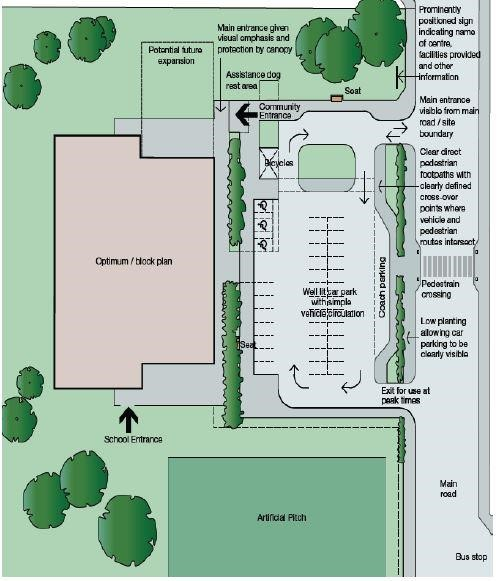 Prominently
positioned sign
indicating name
of centre,
facilities provided
and other
information
Main entrance given
visual emphasis and
protection by canopy
Potential future
expansion
Assistance dog
rest area
Seat
Community
Entrance
Main entrance
visible from main
road / site
boundary
Bicycles
Clear direct
pedestrian
footpaths with
clearly defined
cross-over
points where
vehicle and
pedestrian
routes intersect
Optimum / block plan
Well lit car park
with simple
vehicle circulation
Coach parking
Pedestrain
crossing
Low planting
allowing car
parking to be
clearly visible
Seat
Exit for use at
peak times
School Entrance
Main
road
Artificial Pitch
Bus stop